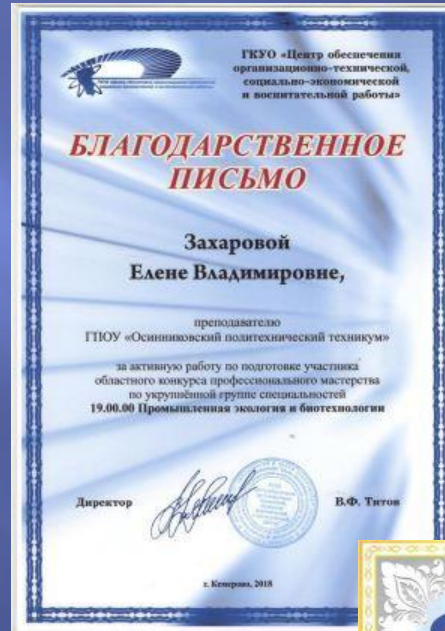 ГКУО «Центр обеспечения
организационно-технической,
социально-экономической
и воспитательной работы»
БЛАГОДАРСТВЕННОЕ
ПИСЬМО
Захаровой
Елене Владимировне,
преподавателю
ГПОУ «Осинниковский политехнический техникум»
за активную работу по подготовке участника
областного конкурса профессионального мастерства
по укрупнённой группе специальностей
19.00.00 Промышленная экология и биотехнологии
Директор
В.Ф. Титов
г. Кемерово, 2018